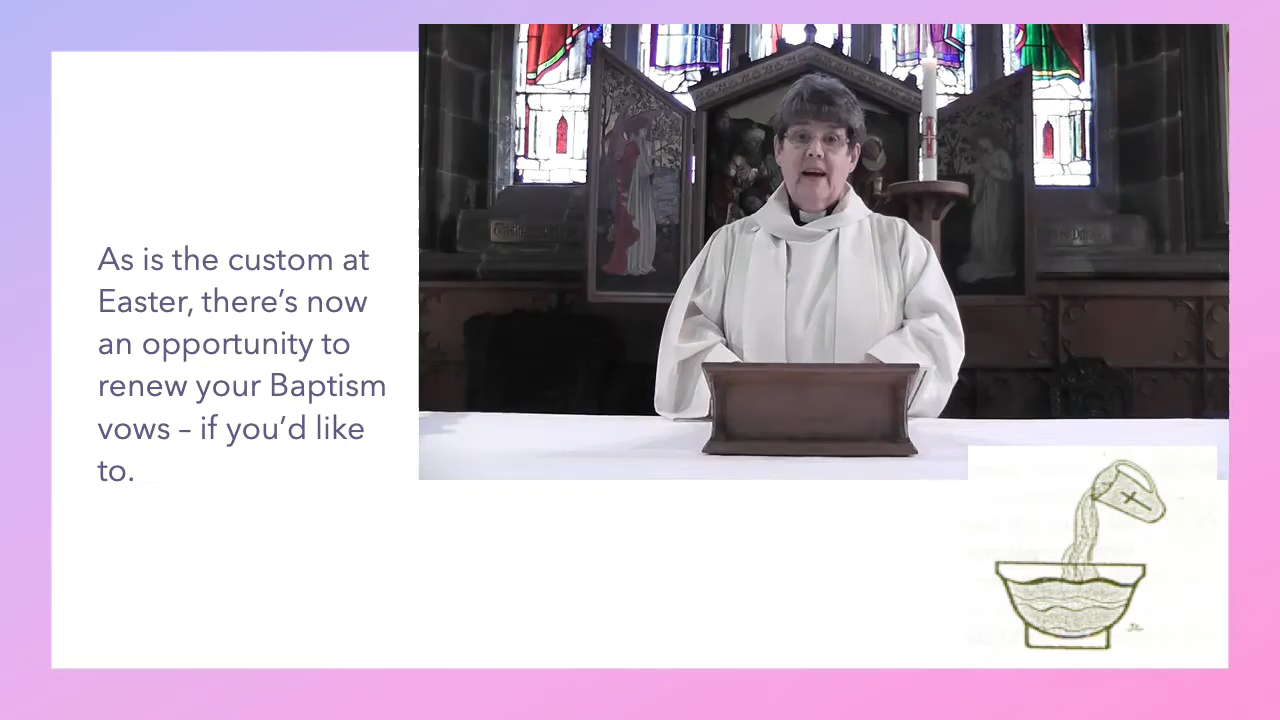 As is the custom at
Easter, there's now
an opportunity to
renew your Baptism
vows – if you'd like
to.